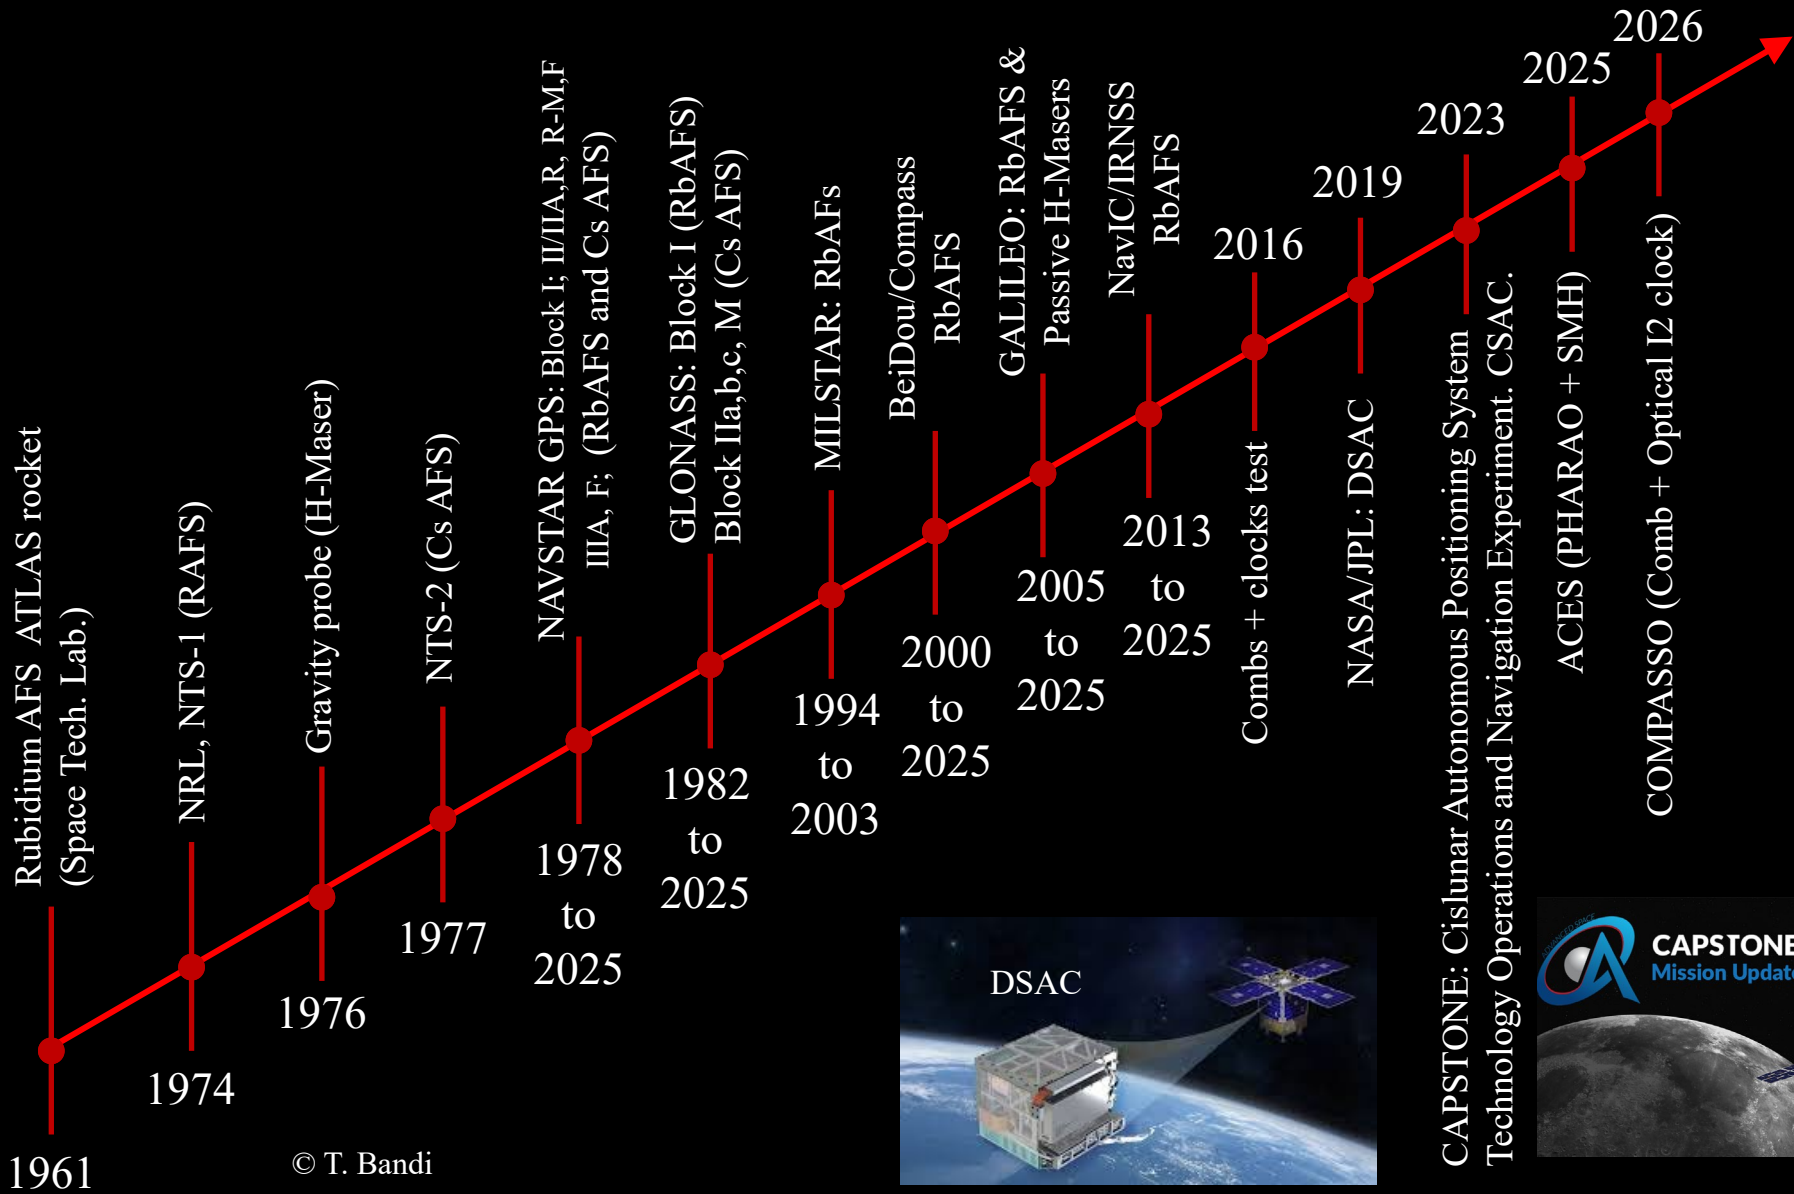 Rubidium AFS ATLAS rocket
(Space Tech. Lab.)
1961
NRL, NTS-1 (RAFS)
1974
Gravity probe (H-Maser)
1976
NTS-2 (Cs AFS)
1977
NAVSTAR GPS: Block I; II/IIA,R, R-M,F
IIIA, F; (RbAFS and Cs AFS)
1978
to
2025
GLONASS: Block I (RbAFS)
Block IIa,b,c, M (Cs AFS)
1982
to
2025
MILSTAR: RbAFs
1994
to
2003
BeiDou/Compass
RbAFS
2000
to
2025
GALILEO: RbAFS &
Passive H-Masers
2005
to
2025
NavIC/IRNSS
RbAFS
2013
to
2025
2016
Combs + clocks test
2019
NASA/JPL: DSAC
2023
CAPSTONE: Cislunar Autonomous Positioning System
Technology Operations and Navigation Experiment. CSAC.
2025
ACES (PHARAO + SMH)
2026
COMPASSO (Comb + Optical I2 clock)
DSAC
ADVANCED SPACE
CAPSTONE
Mission Update
© T. Bandi